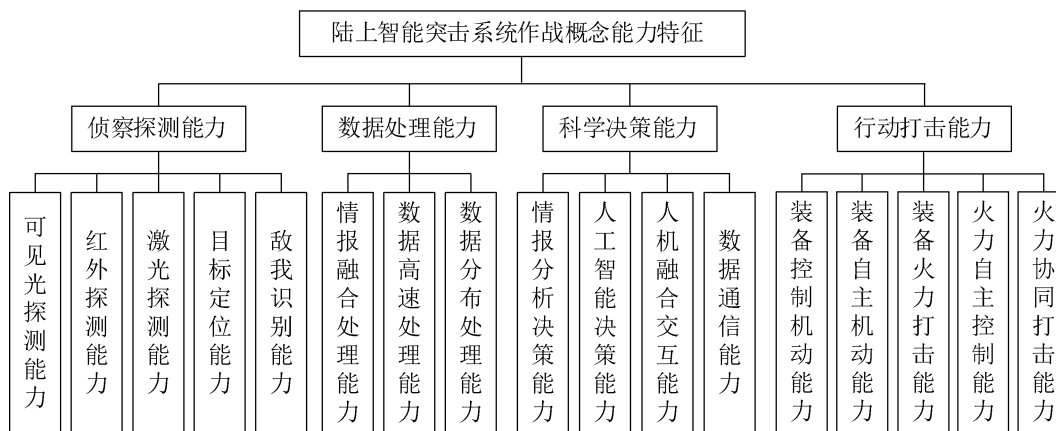 陆上智能突击系统作战概念能力特征
侦察探测能力
数据处理能力
科学决策能力
行动打击能力
可见光探测能力
红外探测能力
激光探测能力
目标定位能力
敌我识别能力
情报融合处理能力
数据高速处理能力
数据分布处理能力
情报分析决策能力
人工智能决策能力
人机融合交互能力
数据通信能力
装备控制机动能力
装备自主机动能力
装备火力打击能力
火力自主控制能力
火力协同打击能力